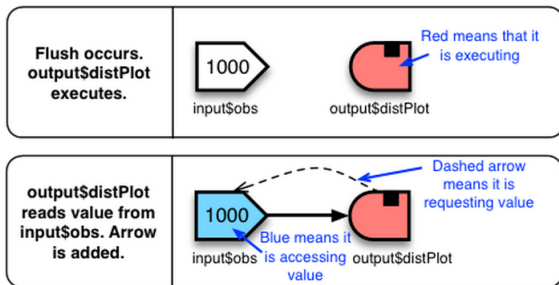 Flush occurs.
output$distPlot
executes.
1000
input$obs
output$distPlot
Red means that it
is executing
output$distPlot
reads value from
input$obs. Arrow
is added.
1000
input$obs
Blue means it
is accessing
value
output$distPlot
Dashed arrow
means it is
requesting value